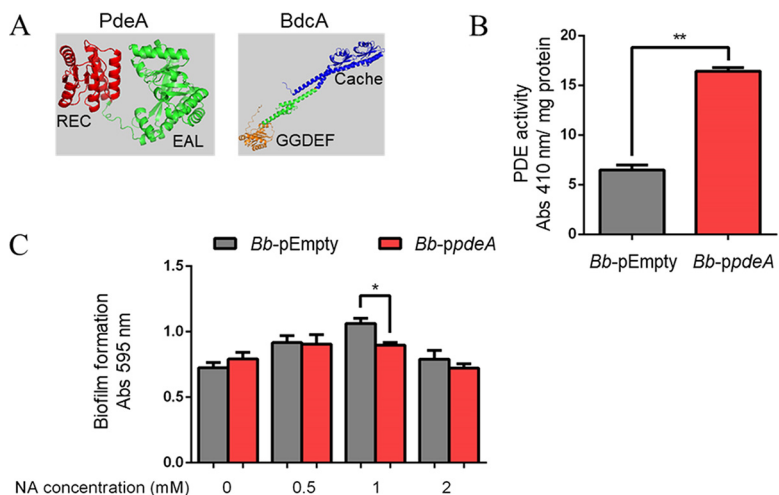 A
PdeA
BdcA
REC
EAL
Cache
GGDEF
B
PDE activity
Abs 410 nm/ mg protein
20
15
10
5
0
**
Bb-pEmpty
Bb-ppdeA
C
Bb-pEmpty
Bb-ppdeA
Biofilm formation
Abs 595 nm
1.5
1.0
0.5
0.0
*
NA concentration (mM) 0 0.5 1 2